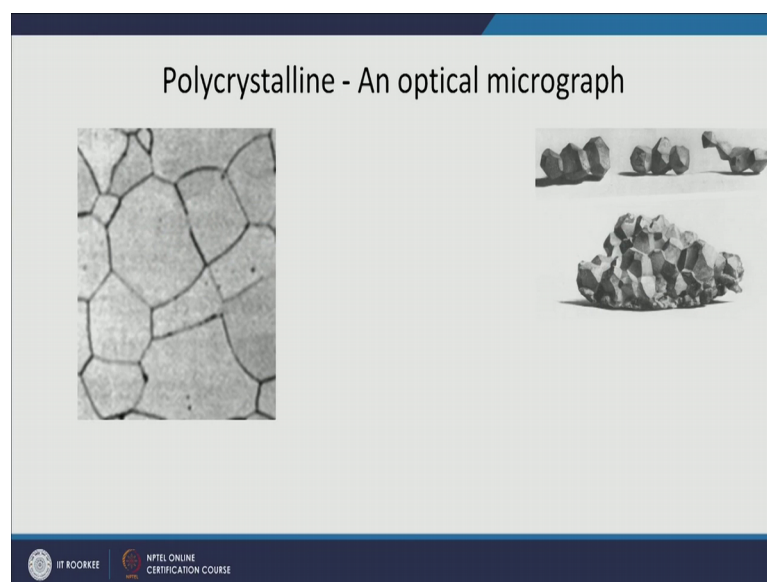 Polycrystalline - An optical micrograph
IIT ROORKEE
NPTEL ONLINE
CERTIFICATION COURSE